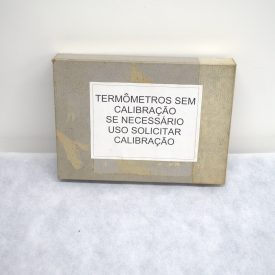 TERMÔMETROS SEM
CALIBRAÇÃO
SE NECESSÁRIO
USO SOLICITAR
CALIBRAÇÃO